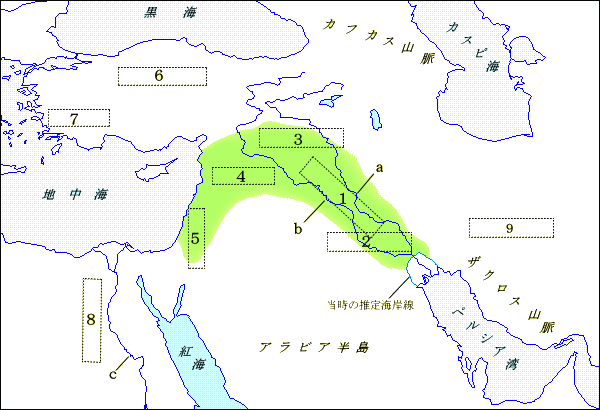 黒海
カフカス山脈
カスピ海
6
7
3
a
4
1
地中海
b
5
2
9
ザクロス山脈
8
当時の推定海岸線
ペルシア湾
紅海
アラビア半島
c